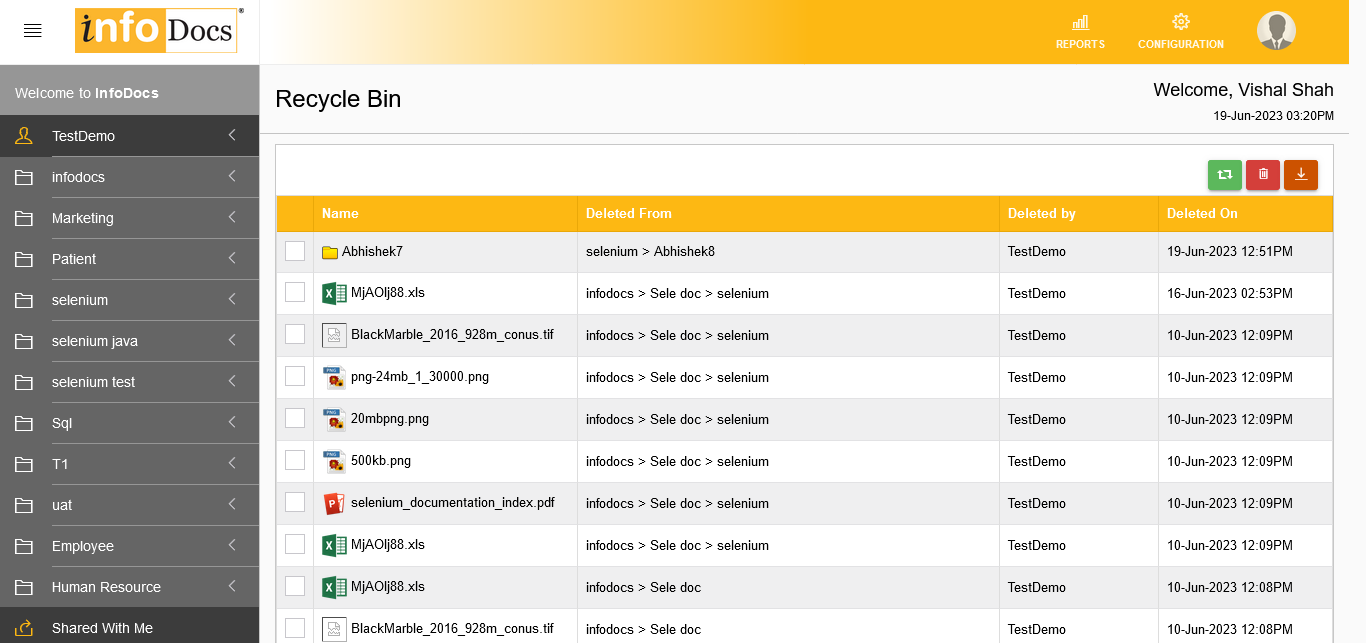 info Docs®
REPORTS
CONFIGURATION
Welcome to InfoDocs
TestDemo
infodocs
Marketing
Patient
selenium
selenium java
selenium test
Sql
T1
uat
Employee
Human Resource
Shared With Me
Recycle Bin
Welcome, Vishal Shah
19-Jun-2023 03:20PM
Name Deleted From Deleted by Deleted On
Abhishek7 selenium > Abhishek8 TestDemo 19-Jun-2023 12:51PM
MjAOlj88.xls infodocs > Sele doc > selenium TestDemo 16-Jun-2023 02:53PM
BlackMarble_2016_928m_conus.tif infodocs > Sele doc > selenium TestDemo 10-Jun-2023 12:09PM
png-24mb_1_30000.png infodocs > Sele doc > selenium TestDemo 10-Jun-2023 12:09PM
20mbpng.png infodocs > Sele doc > selenium TestDemo 10-Jun-2023 12:09PM
500kb.png infodocs > Sele doc > selenium TestDemo 10-Jun-2023 12:09PM
selenium_documentation_index.pdf infodocs > Sele doc > selenium TestDemo 10-Jun-2023 12:09PM
MjAOlj88.xls infodocs > Sele doc > selenium TestDemo 10-Jun-2023 12:09PM
MjAOlj88.xls infodocs > Sele doc TestDemo 10-Jun-2023 12:08PM
BlackMarble_2016_928m_conus.tif infodocs > Sele doc TestDemo 10-Jun-2023 12:08PM